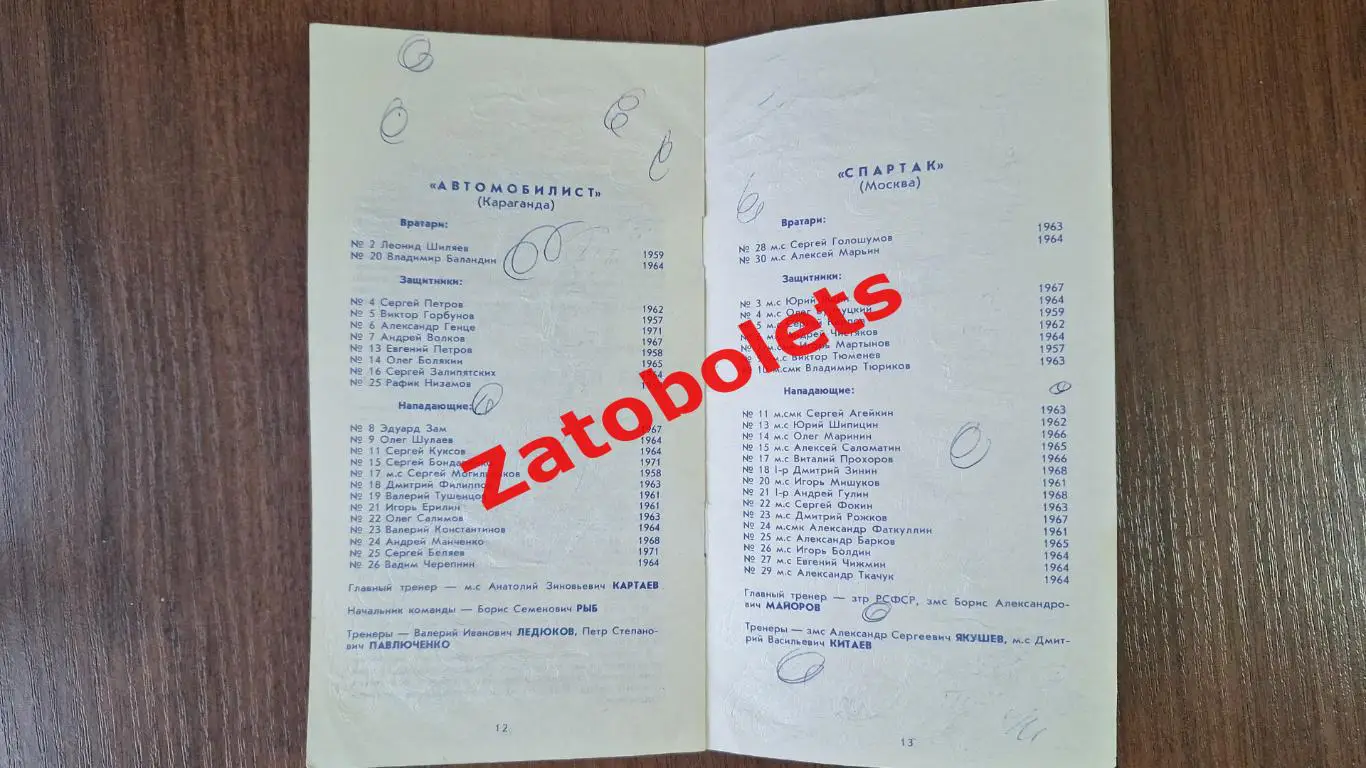 «АВТОМОБИЛИСТ»
(Караганда)
Вратари:
№ 2 Леонид Шиляев 1959
№ 20 Владимир Баландин 1964
Защитники:
№ 4 Сергей Петров 1962
№ 5 Виктор Горбунов 1957
№ 6 Александр Генце 1971
№ 7 Андрей Волков 1967
№ 13 Евгений Петров 1958
№ 14 Олег Болякин 1965
№ 16 Сергей Залипятских
№ 25 Рафик Низамов
Нападающие:
№ 8 Эдуард Зам 1967
№ 9 Олег Шулаев 1964
№ 11 Сергей Куксов 1964
№ 15 Сергей 1971
№ 17 м.с Сергей 1958
№ 18 Дмитрий 1963
№ 19 Валерий Тушенцов 1961
№ 21 Игорь Ерилин 1961
№ 22 Олег Салимов 1963
№ 23 Валерий Константинов 1964
№ 24 Андрей Манченко 1968
№ 25 Сергей Беляев 1971
№ 26 Вадим Черепнин 1964
Главный тренер — м.с Анатолий Зиновьевич КАРТАЕВ
Начальник команды — Борис Семенович РЫБ
Тренеры — Валерий Иванович ЛЕДЮКОВ, Петр Степано-
вич ПАВЛЮЧЕНКО
12
«СПАРТАК»
(Москва)
Вратари:
№ 28 м.с Сергей Голошумов 1963
№ 30 м.с Алексей Марьин 1964
Защитники:
№ 3 м.с Юрий 1967
№ 4 м.с Олег 1964
5 м.с 1959
Чистяков 1962
Игорь Мартынов 1964
м.с Виктор Тюменев 1957
№ 10 м.смк Владимир Тюриков 1963
Нападающие:
№ 11 м.смк Сергей Агейкин 1963
№ 13 м.с Юрий Шипицин 1962
№ 14 м.с Олег Маринин 1966
№ 15 м.с Алексей Саломатин 1965
№ 17 м.с Виталий Прохоров 1966
№ 18 I-р Дмитрий Зинин 1968
№ 20 м.с Игорь Мишуков 1961
№ 21 I-р Андрей Гулин 1968
№ 22 м.с Сергей Фокин 1963
№ 23 м.с Дмитрий Рожков 1967
№ 24 м.смк Александр Фаткуллин 1961
№ 25 м.с Александр Барков 1965
№ 26 м.с Игорь Болдин 1964
№ 27 м.с Евгений Чижмин 1964
№ 29 м.с Александр Ткачук 1964
Главный тренер — зтр РСФСР, змс Борис Александро-
вич МАЙОРОВ
Тренеры — змс Александр Сергеевич ЯКУШЕВ, м.с Дмит-
рий Васильевич КИТАЕВ
13
Zatobolets